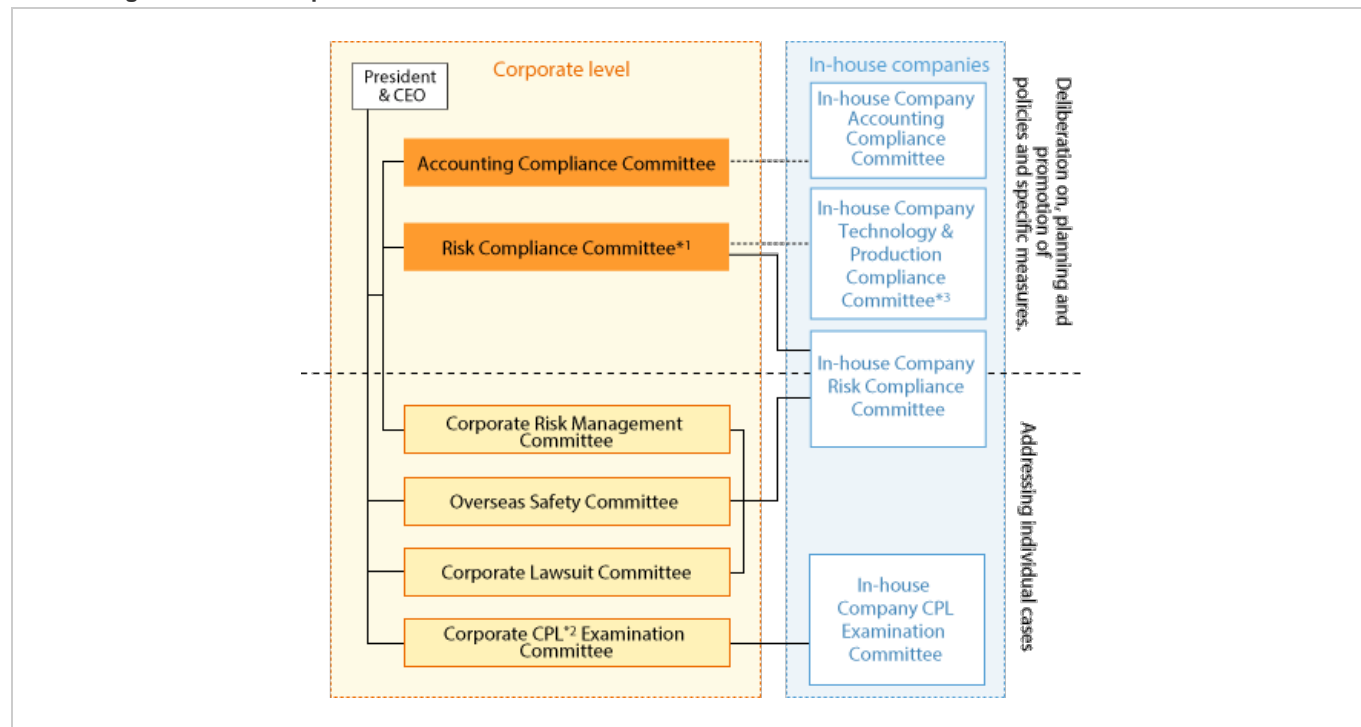 Corporate level
President
& CEO
Accounting Compliance Committee
Risk Compliance Committee*1
Corporate Risk Management
Committee
Overseas Safety Committee
Corporate Lawsuit Committee
Corporate CPL*2 Examination
Committee
In-house companies
In-house Company
Accounting
Compliance
Committee
In-house Company
Technology &
Production
Compliance
Committee*3
In-house Company
Risk Compliance
Committee
In-house
Company CPL
Examination
Committee
Deliberation on, planning and
promotion of
policies and specific measures,
Addressing individual cases